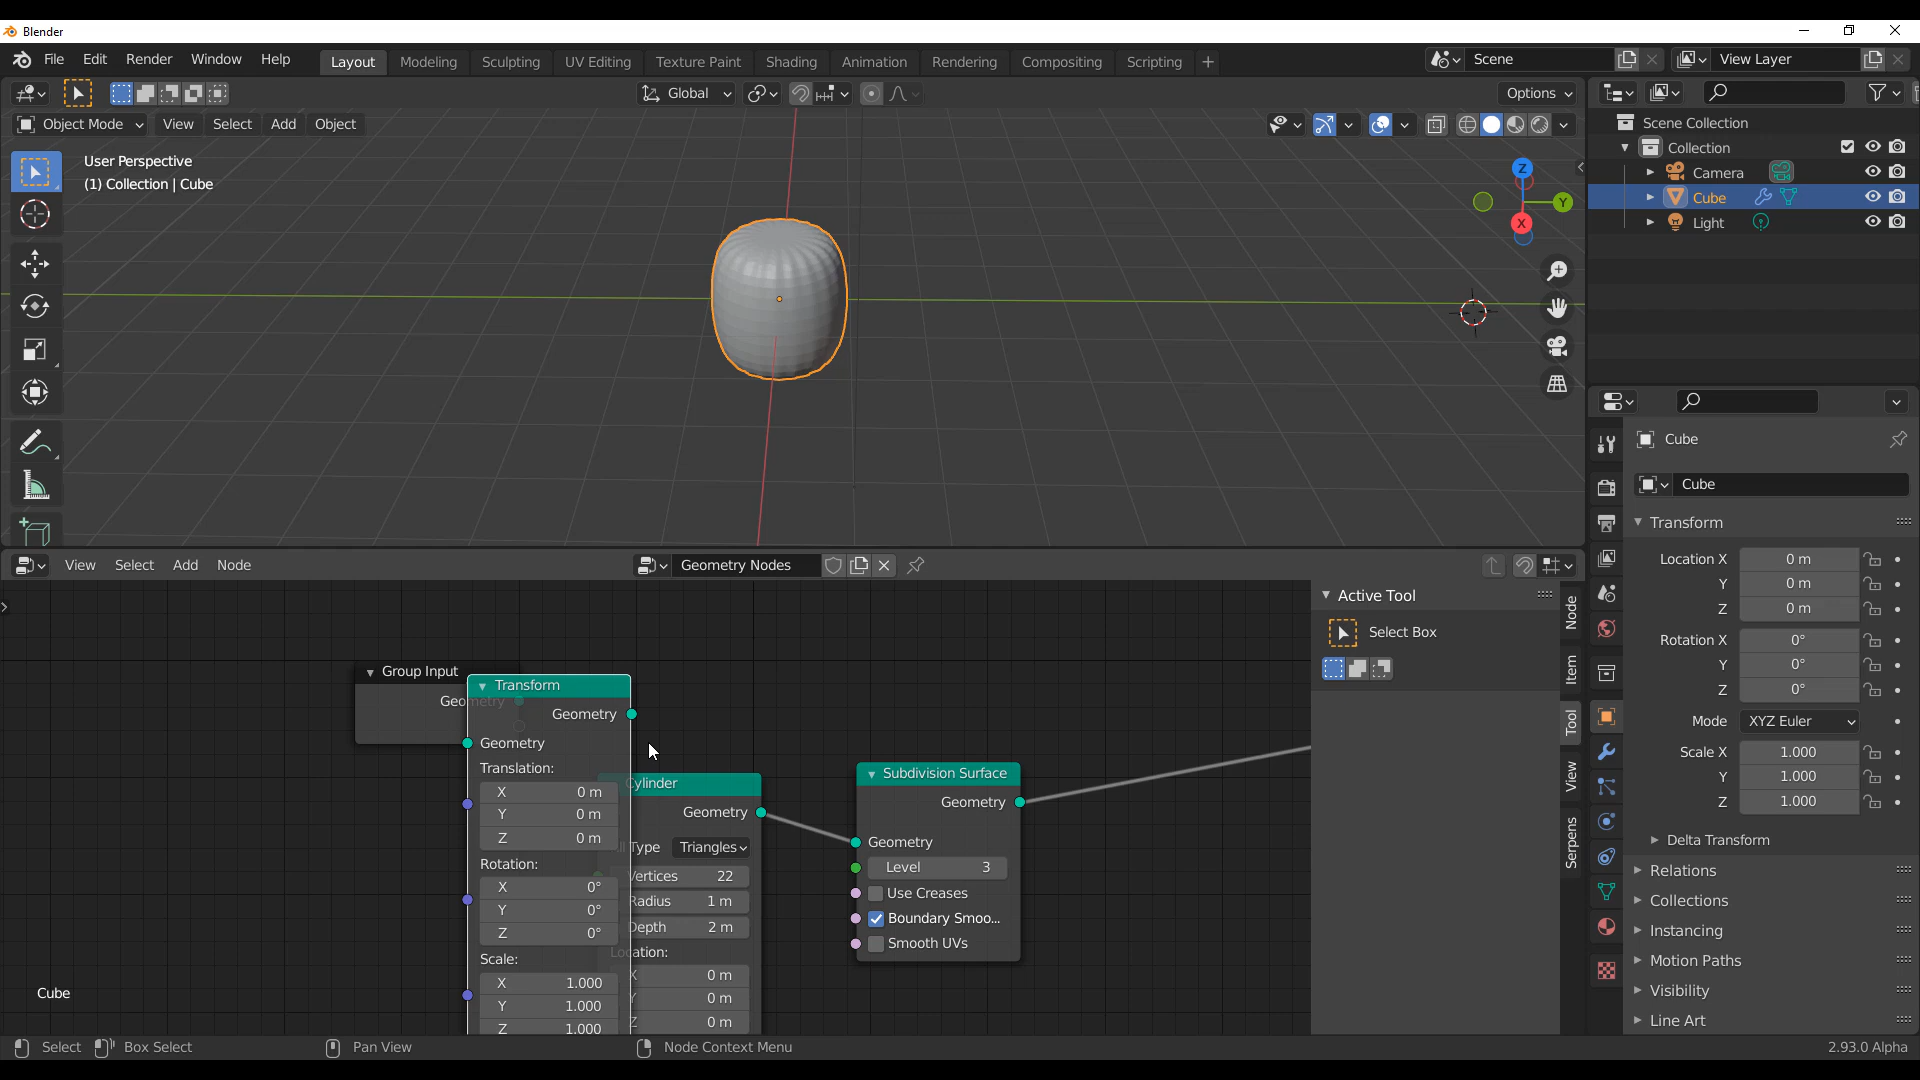 Blender
File Edit Render Window Help Layout Modeling Sculpting UV Editing Texture Paint Shading Animation Rendering Compositing Scripting + Scene View Layer
Global Options
Object Mode View Select Add Object
User Perspective
(1) Collection | Cube
Z
Y
X
Scene Collection
Collection
Camera
Cube
Light
Cube
Cube
Transform
Location X 0 m
Y 0 m
Z 0 m
Rotation X 0°
Y 0°
Z 0°
Mode XYZ Euler
Scale X 1.000
Y 1.000
Z 1.000
Delta Transform
Relations
Collections
Instancing
Motion Paths
Visibility
Line Art
View Select Add Node Geometry Nodes
Group Input
Geometry
Transform
Geometry
Geometry
Translation:
X 0 m
Y 0 m
Z 0 m
Rotation:
X 0°
Y 0°
Z 0°
Scale:
X 1.000
Y 1.000
Z 1.000
Cylinder
Geometry
Type Triangles
Vertices 22
Radius 1 m
Depth 2 m
Location:
X 0 m
Y 0 m
Z 0 m
Subdivision Surface
Geometry
Geometry
Level 3
Use Creases
Boundary Smoo...
Smooth UVs
Active Tool
Select Box
Node
Item
Tool
View
Serpens
Cube
Select Box Select Pan View Node Context Menu 2.93.0 Alpha